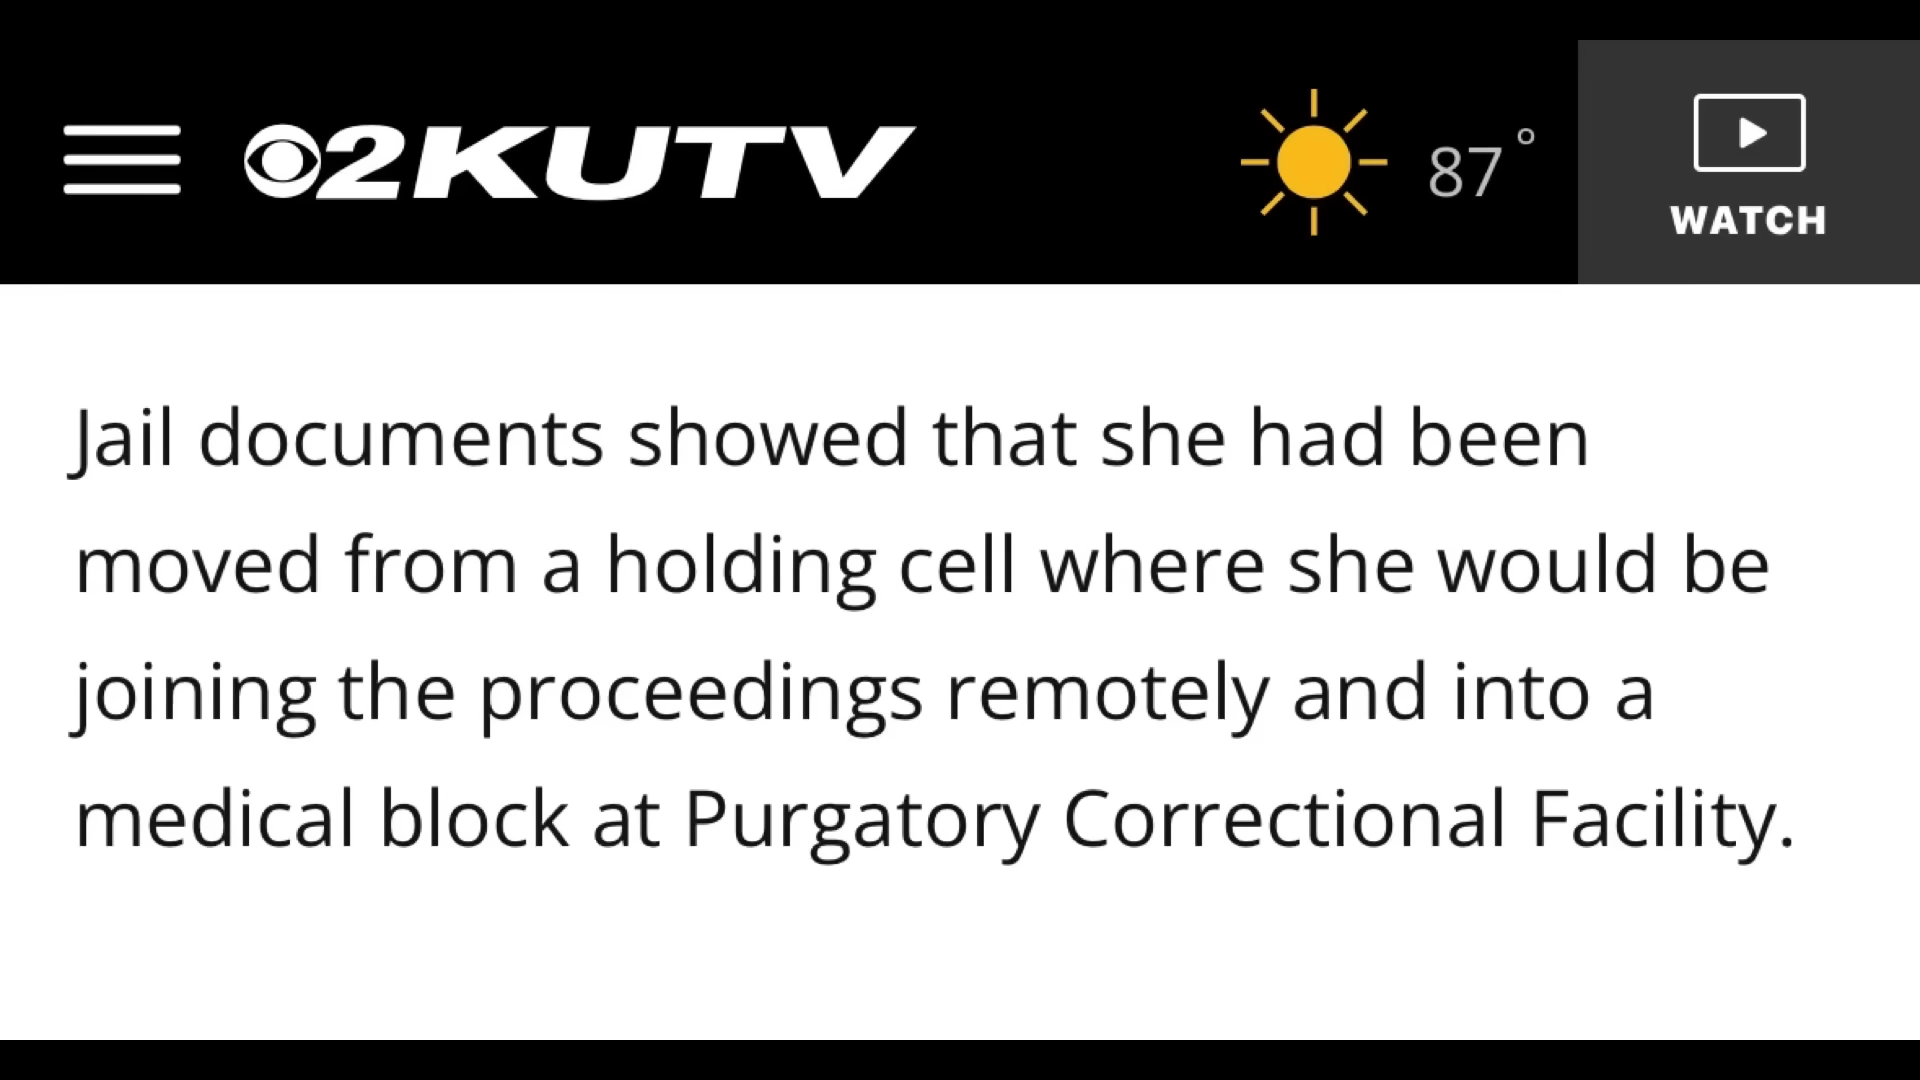 2KUTV
87°
WATCH
Jail documents showed that she had been
moved from a holding cell where she would be
joining the proceedings remotely and into a
medical block at Purgatory Correctional Facility.